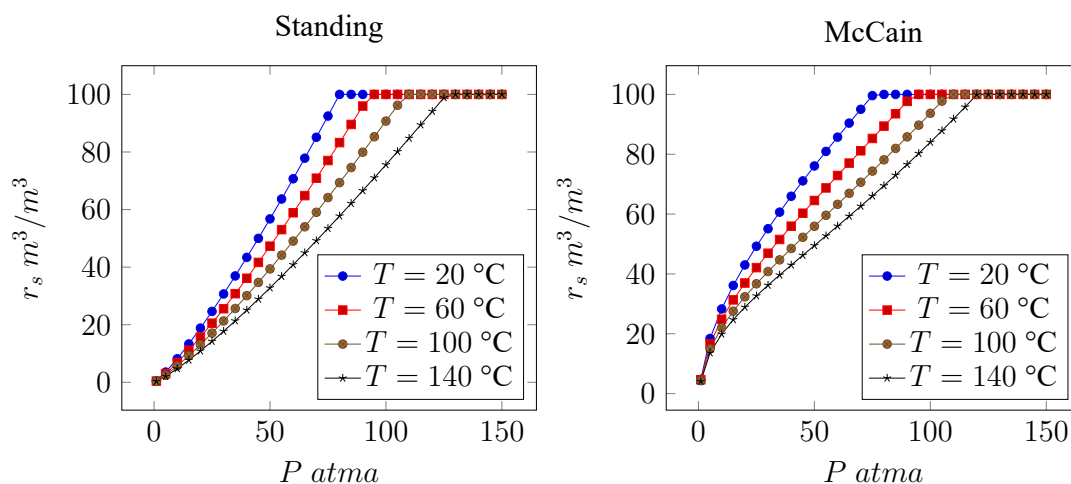 Standing
100
80
60
40
20
0
r_s m^3/m^3
T = 20 °C
T = 60 °C
T = 100 °C
T = 140 °C
0 50 100 150
P atma
McCain
100
80
60
40
20
0
r_s m^3/m^3
T = 20 °C
T = 60 °C
T = 100 °C
T = 140 °C
0 50 100 150
P atma